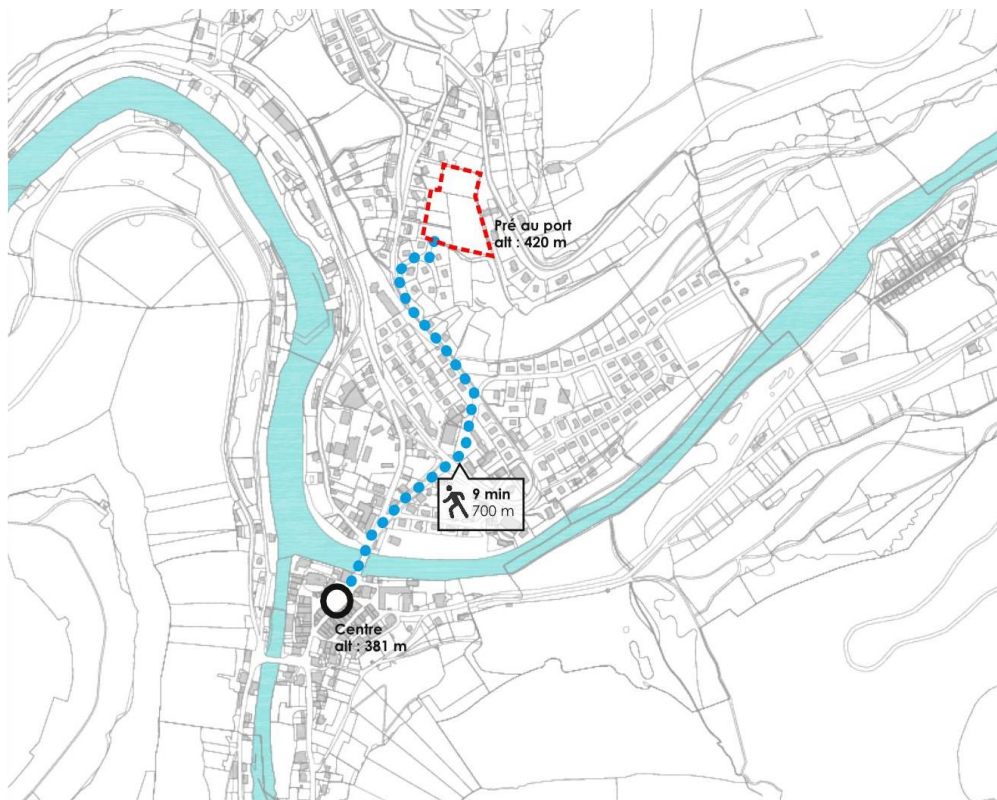 Pré au port
alt : 420 m
9 min
700 m
Centre
alt : 381 m